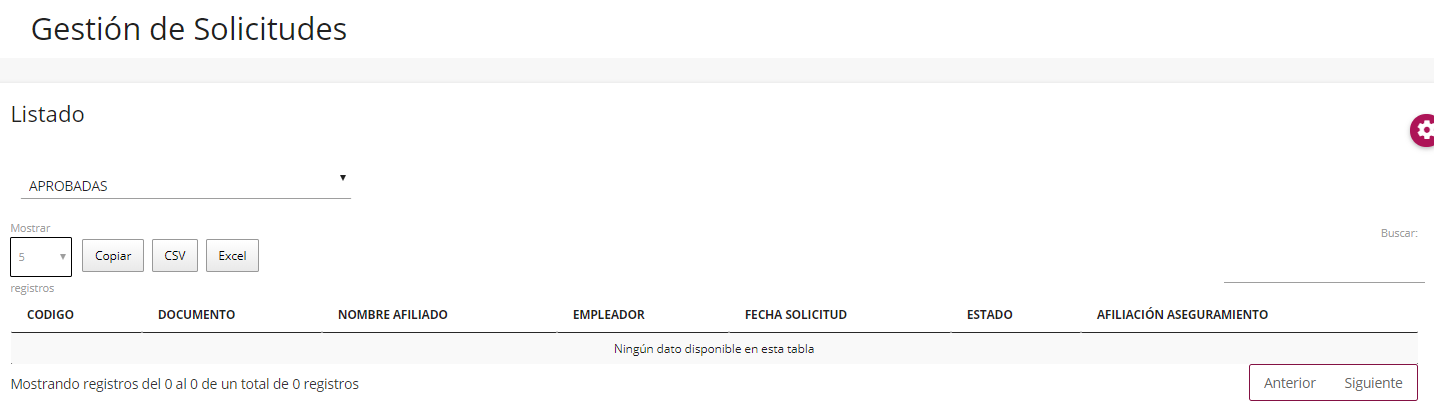 Gestión de Solicitudes
Listado
APROBADAS
Mostrar
5
Copiar CSV Excel
Buscar:
registros
CODIGO DOCUMENTO NOMBRE AFILIADO EMPLEADOR FECHA SOLICITUD ESTADO AFILIACIÓN ASEGURAMIENTO
Ningún dato disponible en esta tabla
Mostrando registros del 0 al 0 de un total de 0 registros
Anterior Siguiente